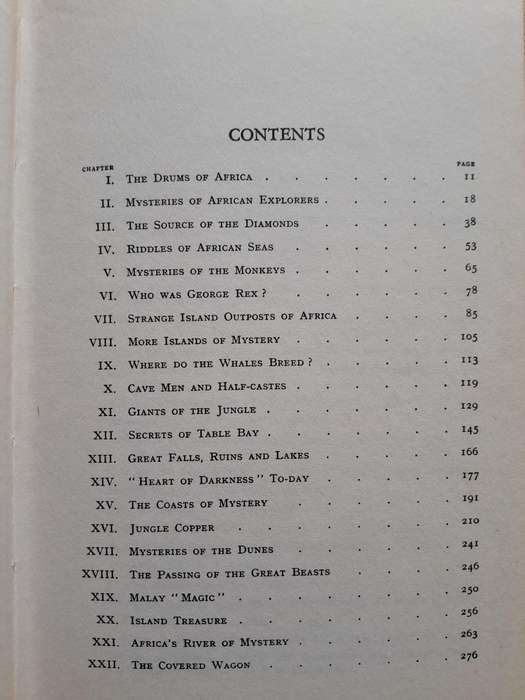 CONTENTS
CHAPTER PAGE
I. THE DRUMS OF AFRICA . . . . . . . 11
II. MYSTERIES OF AFRICAN EXPLORERS . . . . . 18
III. THE SOURCE OF THE DIAMONDS . . . . . 38
IV. RIDDLES OF AFRICAN SEAS . . . . . 53
V. MYSTERIES OF THE MONKEYS . . . . . . 65
VI. WHO WAS GEORGE REX? . . . . . 78
VII. STRANGE ISLAND OUTPOSTS OF AFRICA . . . . 85
VIII. MORE ISLANDS OF MYSTERY . . . . . . 105
IX. WHERE DO THE WHALES BREED? . . . . . 113
X. CAVE MEN AND HALF-CASTES . . . . . . 119
XI. GIANTS OF THE JUNGLE . . . . . . . 129
XII. SECRETS OF TABLE BAY . . . . . . . 145
XIII. GREAT FALLS, RUINS AND LAKES . . . . . 166
XIV. "HEART OF DARKNESS" TO-DAY . . . . . 177
XV. THE COASTS OF MYSTERY . . . . . 191
XVI. JUNGLE COPPER . . . . . . . 210
XVII. MYSTERIES OF THE DUNES . . . . . 241
XVIII. THE PASSING OF THE GREAT BEASTS . . . . 246
XIX. MALAY "MAGIC" . . . . . . . 250
XX. ISLAND TREASURE . . . . . . . 256
XXI. AFRICA'S RIVER OF MYSTERY . . . . . . 263
XXII. THE COVERED WAGON . . . . . . . 276